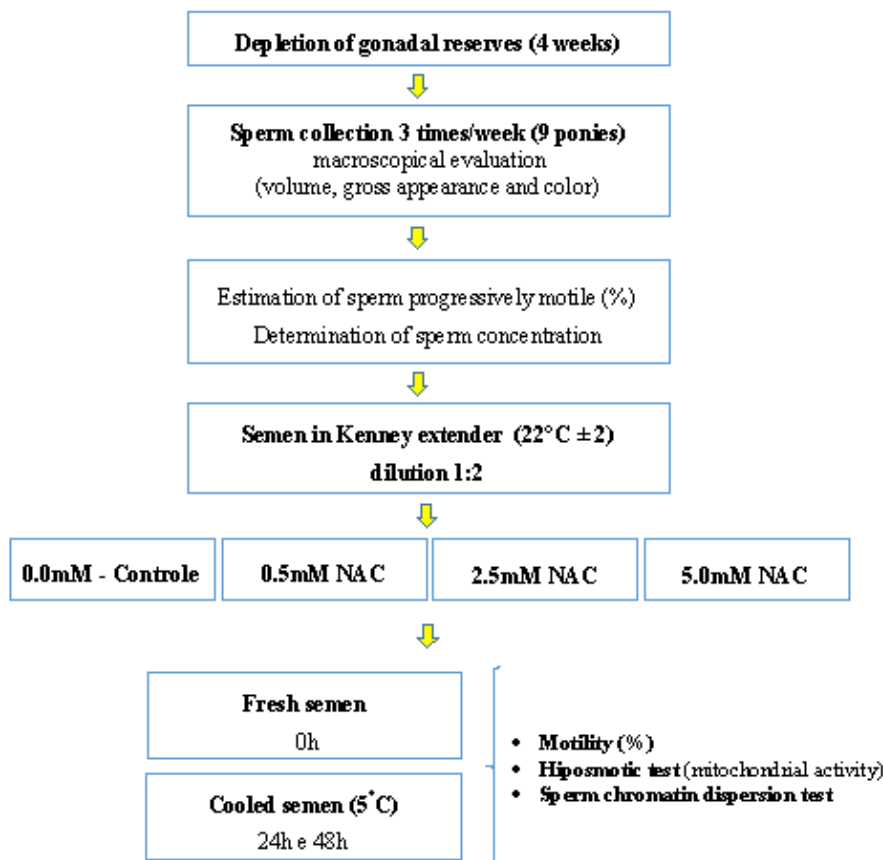 Depletion of gonadal reserves (4 weeks)
Sperm collection 3 times/week (9 ponies)
macroscopical evaluation
(volume, gross appearance and color)
Estimation of sperm progressively motile (%)
Determination of sperm concentration
Semen in Kenney extender (22°C ± 2)
dilution 1:2
0.0mM - Controle
0.5mM NAC
2.5mM NAC
5.0mM NAC
Fresh semen
0h
Cooled semen (5°C)
24h e 48h
• Motility (%)
• Hiposmotic test (mitochondrial activity)
• Sperm chromatin dispersion test